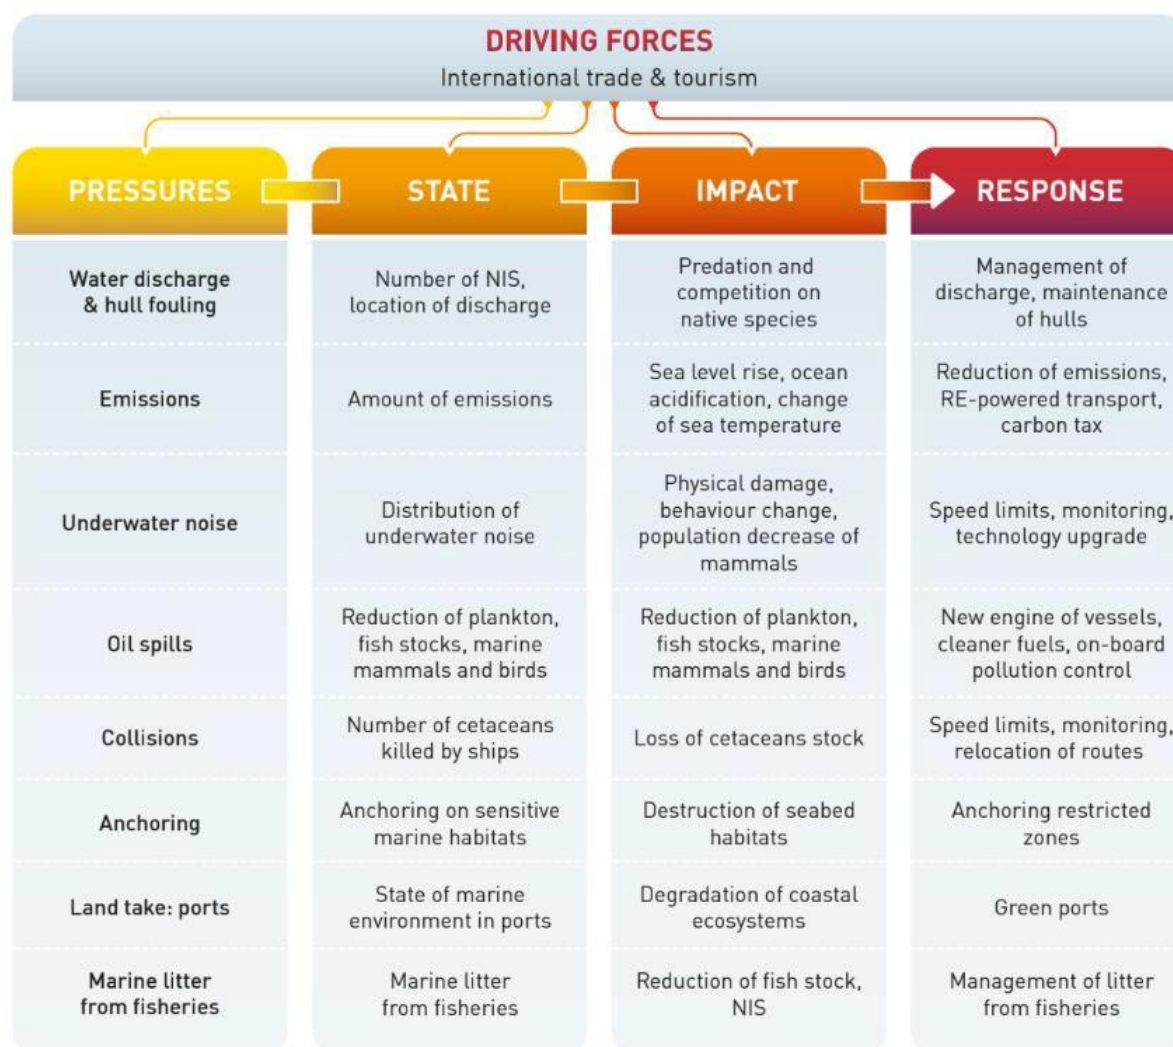 DRIVING FORCES
International trade & tourism
PRESSURES
STATE
IMPACT
RESPONSE
Water discharge
& hull fouling
Number of NIS,
location of discharge
Predation and
competition on
native species
Management of
discharge, maintenance
of hulls
Emissions
Amount of emissions
Sea level rise, ocean
acidification, change
of sea temperature
Reduction of emissions,
RE-powered transport,
carbon tax
Underwater noise
Distribution of
underwater noise
Physical damage,
behaviour change,
population decrease of
mammals
Speed limits, monitoring,
technology upgrade
Oil spills
Reduction of plankton,
fish stocks, marine
mammals and birds
Reduction of plankton,
fish stocks, marine
mammals and birds
New engine of vessels,
cleaner fuels, on-board
pollution control
Collisions
Number of cetaceans
killed by ships
Loss of cetaceans stock
Speed limits, monitoring,
relocation of routes
Anchoring
Anchoring on sensitive
marine habitats
Destruction of seabed
habitats
Anchoring restricted
zones
Land take: ports
State of marine
environment in ports
Degradation of coastal
ecosystems
Green ports
Marine litter
from fisheries
Marine litter
from fisheries
Reduction of fish stock,
NIS
Management of litter
from fisheries